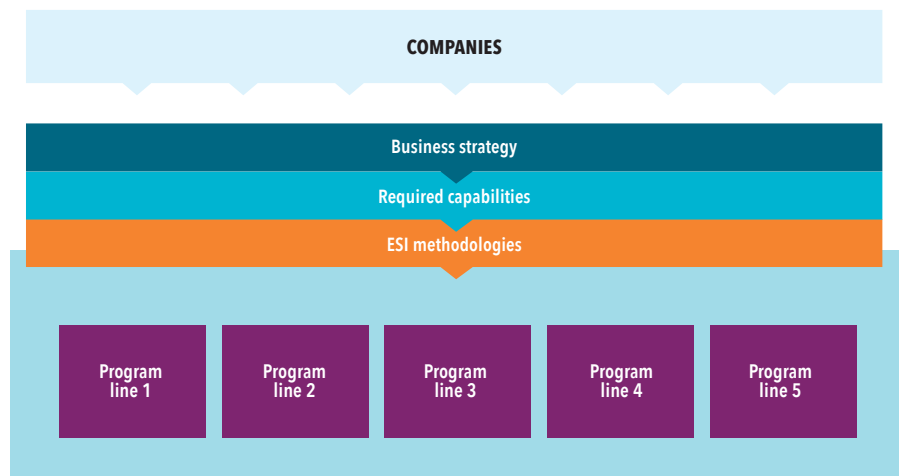 COMPANIES
Business strategy
Required capabilities
ESI methodologies
Program
line 1
Program
line 2
Program
line 3
Program
line 4
Program
line 5